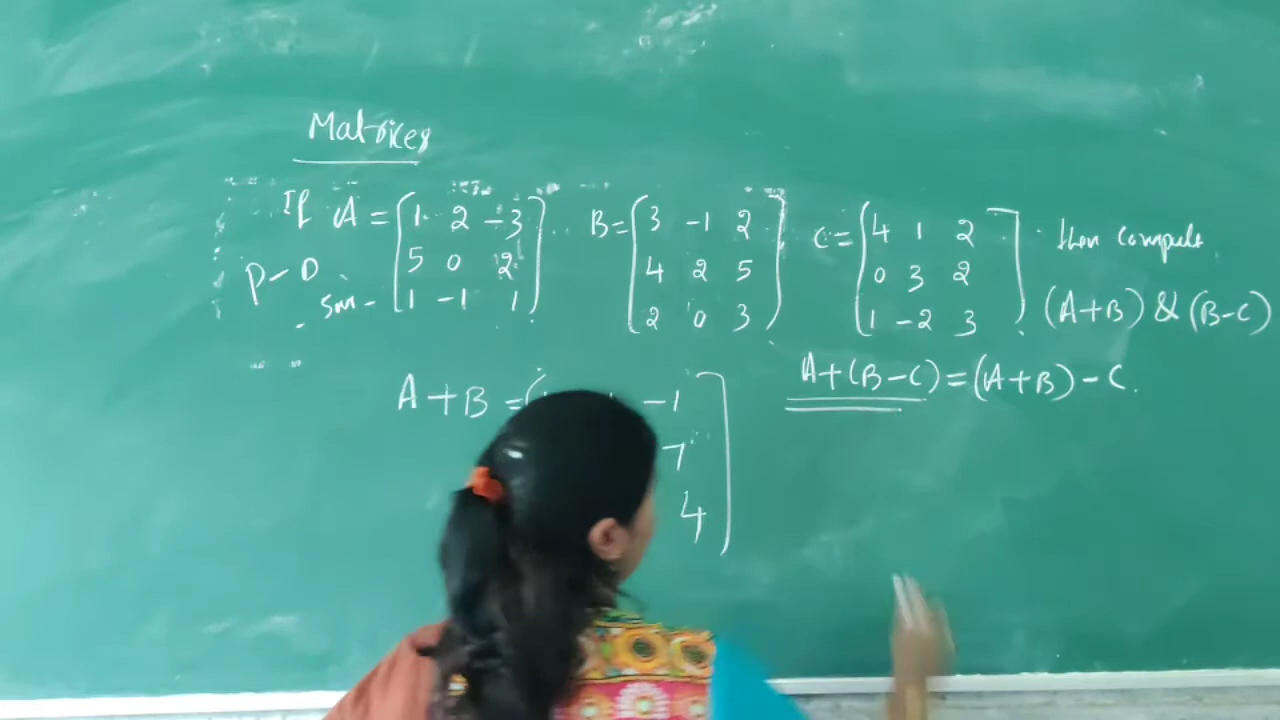 Matrices
If A = [1 2 -3 B = [3 -1 2 C = [4 1 2 then compute
5 0 2] 4 2 5] 0 3 2]
1 -1 1 2 0 3 1 -2 3 (A+B) & (B-C)
A+(B-C)=(A+B)-C.
A+B = -1
7
4